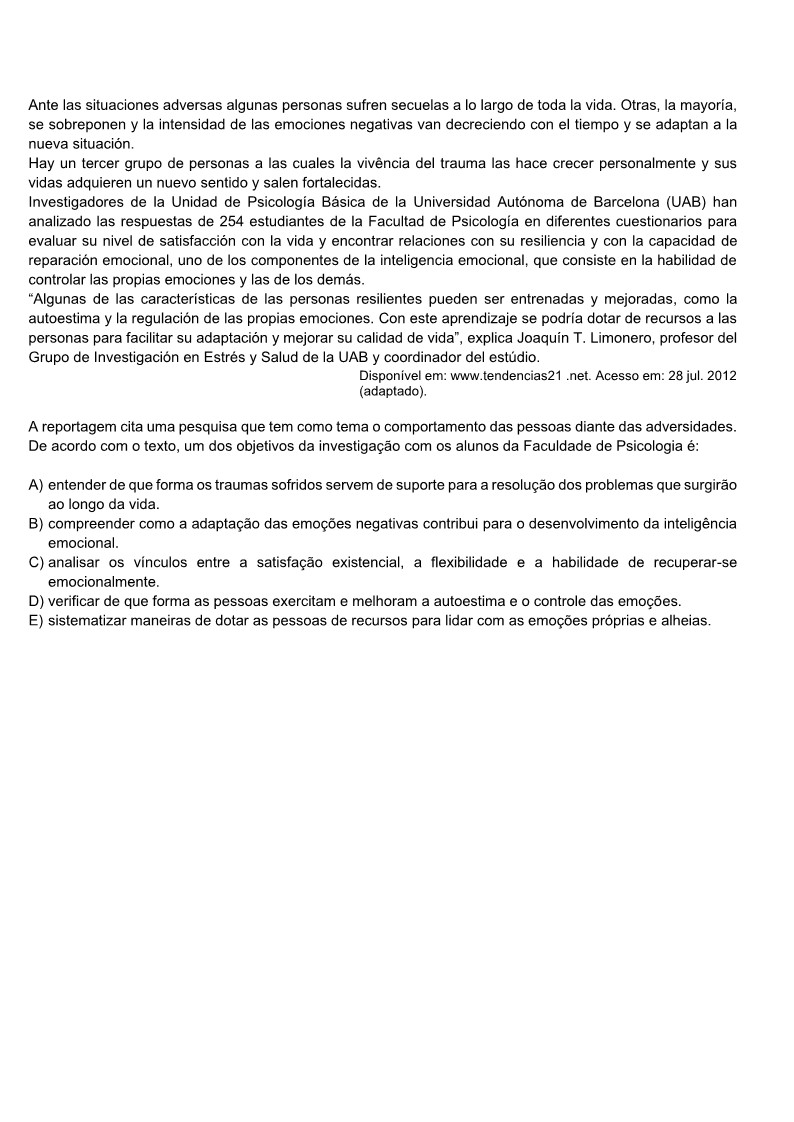 Ante las situaciones adversas algunas personas sufren secuelas a lo largo de toda la vida. Otras, la mayoría,
se sobreponen y la intensidad de las emociones negativas van decreciendo con el tiempo y se adaptan a la
nueva situación.
Hay un tercer grupo de personas a las cuales la vivência del trauma las hace crecer personalmente y sus
vidas adquieren un nuevo sentido y salen fortalecidas.
Investigadores de la Unidad de Psicología Básica de la Universidad Autónoma de Barcelona (UAB) han
analizado las respuestas de 254 estudiantes de la Facultad de Psicología en diferentes cuestionarios para
evaluar su nivel de satisfacción con la vida y encontrar relaciones con su resiliencia y con la capacidad de
reparación emocional, uno de los componentes de la inteligencia emocional, que consiste en la habilidad de
controlar las propias emociones y las de los demás.
“Algunas de las características de las personas resilientes pueden ser entrenadas y mejoradas, como la
autoestima y la regulación de las propias emociones. Con este aprendizaje se podría dotar de recursos a las
personas para facilitar su adaptación y mejorar su calidad de vida”, explica Joaquín T. Limonero, profesor del
Grupo de Investigación en Estrés y Salud de la UAB y coordinador del estúdio.
Disponível em: www.tendencias21 .net. Acesso em: 28 jul. 2012
(adaptado).
A reportagem cita uma pesquisa que tem como tema o comportamento das pessoas diante das adversidades.
De acordo com o texto, um dos objetivos da investigação com os alunos da Faculdade de Psicologia é:
A) entender de que forma os traumas sofridos servem de suporte para a resolução dos problemas que surgirão
ao longo da vida.
B) compreender como a adaptação das emoções negativas contribui para o desenvolvimento da inteligência
emocional.
C) analisar os vínculos entre a satisfação existencial, a flexibilidade e a habilidade de recuperar-se
emocionalmente.
D) verificar de que forma as pessoas exercitam e melhoram a autoestima e o controle das emoções.
E) sistematizar maneiras de dotar as pessoas de recursos para lidar com as emoções próprias e alheias.